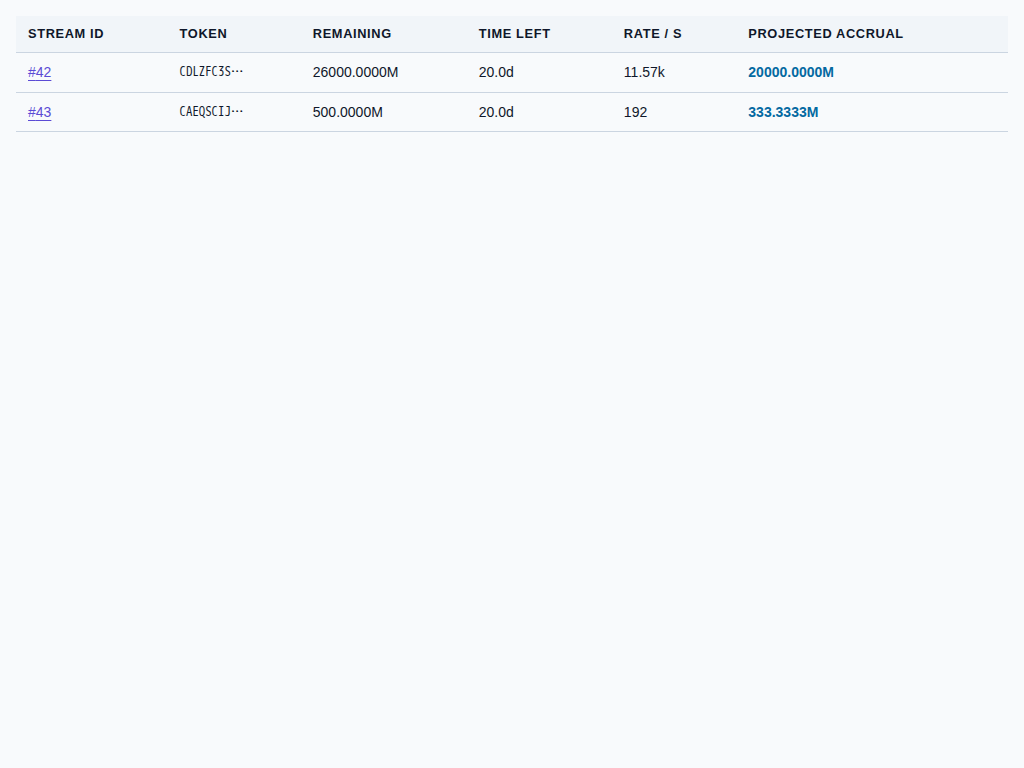 STREAM ID TOKEN REMAINING TIME LEFT RATE / S PROJECTED ACCRUAL
#42 CDLZFC3S… 26000.0000M 20.0d 11.57k 20000.0000M
#43 CAEQSCIJ… 500.0000M 20.0d 192 333.3333M